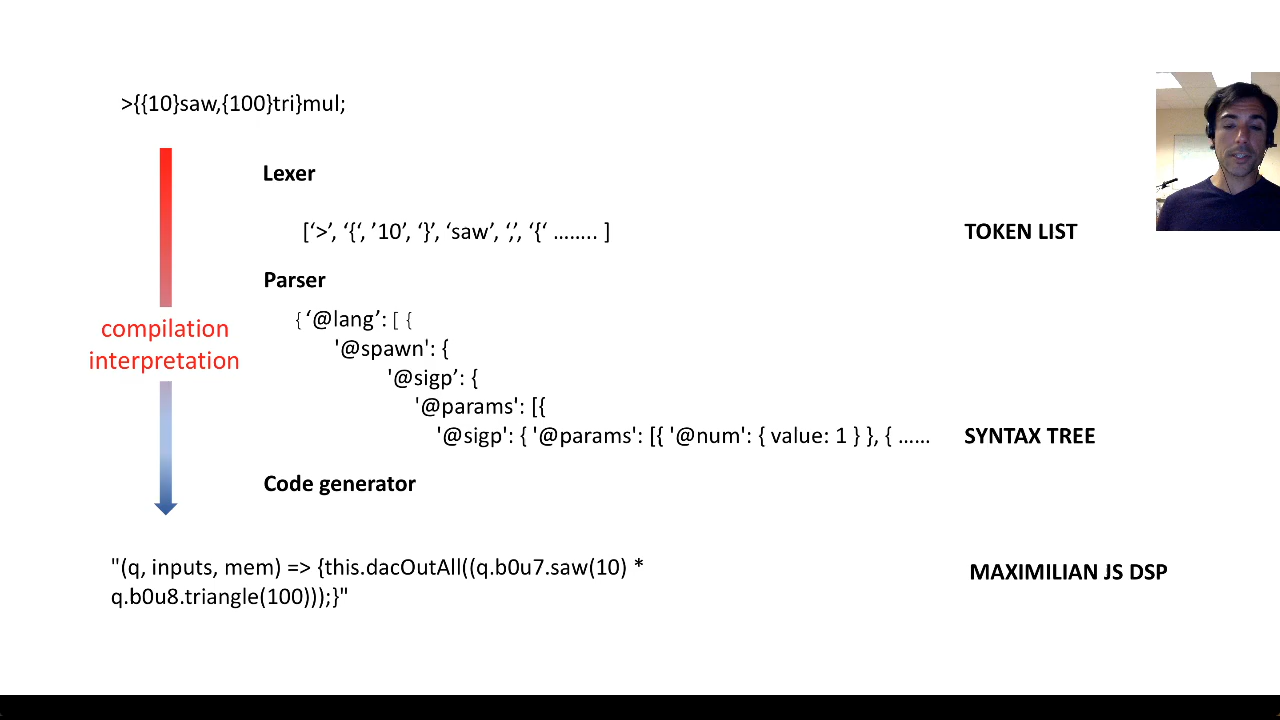 >{{10}saw,{100}tri}mul;
Lexer
[‘>’, ‘{‘, ’10’, ‘}’, ‘saw’, ‘,’, ‘{‘ …….. ]
TOKEN LIST
Parser
{ ‘@lang’: [ {
'@spawn': {
'@sigp’: {
'@params': [{
'@sigp': { '@params': [{ '@num': { value: 1 } }, { ……
SYNTAX TREE
compilation
interpretation
Code generator
"(q, inputs, mem) => {this.dacOutAll((q.b0u7.saw(10) *
q.b0u8.triangle(100)));}"
MAXIMILIAN JS DSP